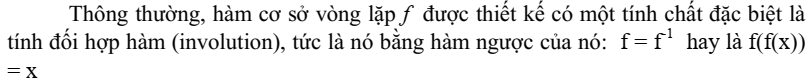 Thông thường, hàm cơ sở vòng lặp f được thiết kế có một tính chất đặc biệt là
tính đối hợp hàm (involution), tức là nó bằng hàm ngược của nó: f = f⁻¹ hay là f(f(x))
= x